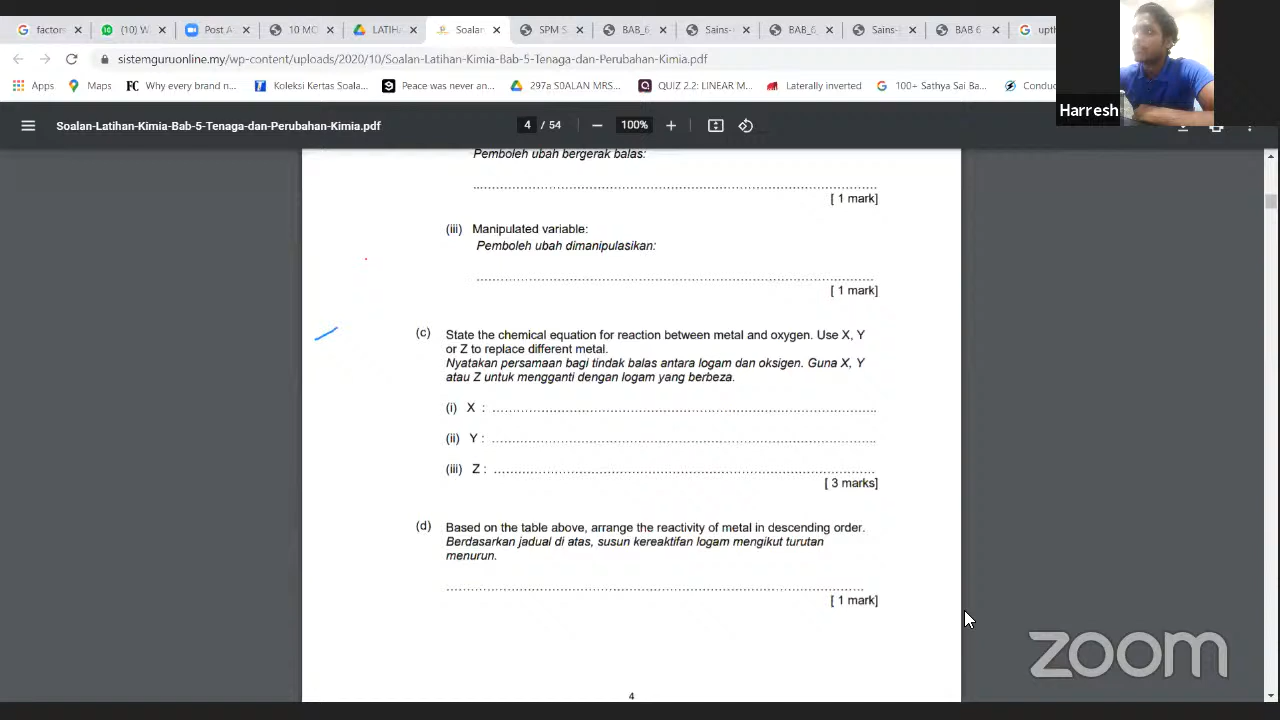 factor
(10) W
Post A
10 MC
LATIHA
Soalan
SPM S
BAB_6
Sains-
BAB_6
Sains-
BAB 6
upth
sistemguruonline.my/wp-content/uploads/2020/10/Soalan-Latihan-Kimia-Bab-5-Tenaga-dan-Perubahan-Kimia.pdf
Apps
Maps
FC Why every brand n...
Koleksi Kertas Soala...
Peace was never an...
297a S0ALAN MRS...
QUIZ 2.2: LINEAR M...
Laterally inverted
100+ Sathya Sai Ba...
Conduc
Harresh
Soalan-Latihan-Kimia-Bab-5-Tenaga-dan-Perubahan-Kimia.pdf
4 / 54
100%
Pemboleh ubah bergerak balas:
[ 1 mark]
(iii) Manipulated variable:
Pemboleh ubah dimanipulasikan:
[ 1 mark]
(c) State the chemical equation for reaction between metal and oxygen. Use X, Y
or Z to replace different metal.
Nyatakan persamaan bagi tindak balas antara logam dan oksigen. Guna X, Y
atau Z untuk mengganti dengan logam yang berbeza.
(i) X : ........................................................
(ii) Y : ........................................................
(iii) Z : ........................................................
[ 3 marks]
(d) Based on the table above, arrange the reactivity of metal in descending order.
Berdasarkan jadual di atas, susun kereaktifan logam mengikut turutan
menurun.
[ 1 mark]
4
zoom